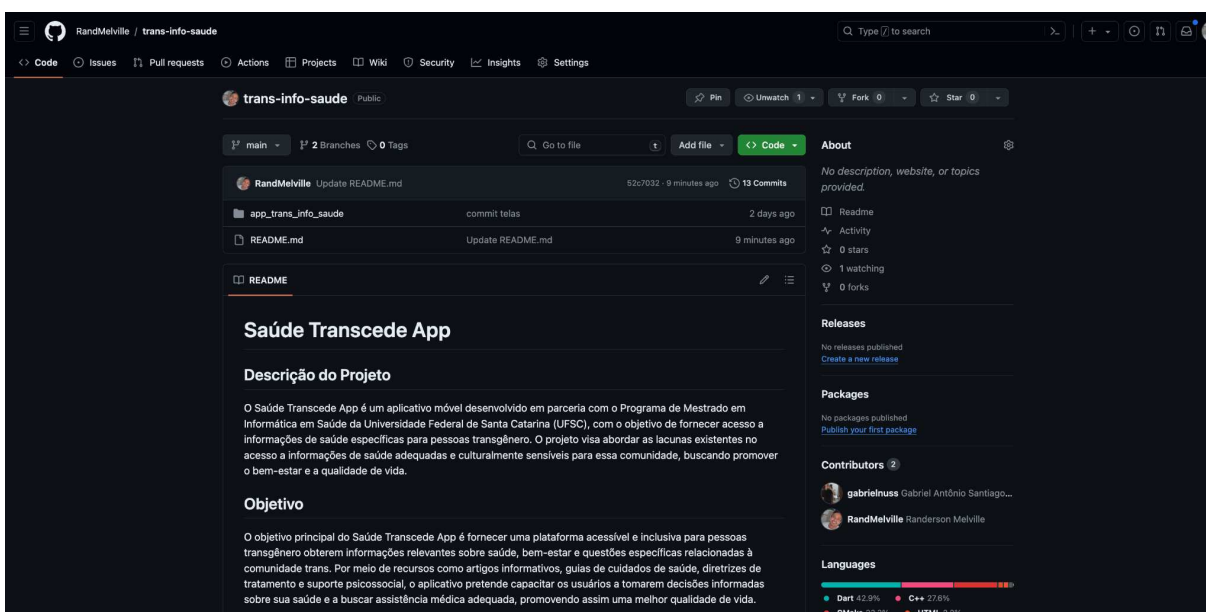 RandMelville / trans-info-saude
Type / to search
Code
Issues
Pull requests
Actions
Projects
Wiki
Security
Insights
Settings
trans-info-saude Public
Pin
Unwatch 1
Fork 0
Star 0
main
2 Branches
0 Tags
Go to file
t
Add file
<> Code
RandMelville Update README.md
52c7032 · 9 minutes ago
13 Commits
app_trans_info_saude
commit telas
2 days ago
README.md
Update README.md
9 minutes ago
README
Saúde Transcede App
Descrição do Projeto
O Saúde Transcede App é um aplicativo móvel desenvolvido em parceria com o Programa de Mestrado em
Informática em Saúde da Universidade Federal de Santa Catarina (UFSC), com o objetivo de fornecer acesso a
informações de saúde específicas para pessoas transgênero. O projeto visa abordar as lacunas existentes no
acesso a informações de saúde adequadas e culturalmente sensíveis para essa comunidade, buscando promover
o bem-estar e a qualidade de vida.
Objetivo
O objetivo principal do Saúde Transcede App é fornecer uma plataforma acessível e inclusiva para pessoas
transgênero obterem informações relevantes sobre saúde, bem-estar e questões específicas relacionadas à
comunidade trans. Por meio de recursos como artigos informativos, guias de cuidados de saúde, diretrizes de
tratamento e suporte psicossocial, o aplicativo pretende capacitar os usuários a tomarem decisões informadas
sobre sua saúde e a buscar assistência médica adequada, promovendo assim uma melhor qualidade de vida.
About
No description, website, or topics
provided.
Readme
Activity
0 stars
1 watching
0 forks
Releases
No releases published
Create a new release
Packages
No packages published
Publish your first package
Contributors 2
gabrielnuss Gabriel Antônio Santiago...
RandMelville Randerson Melville
Languages
Dart 42.9%
C++ 27.6%